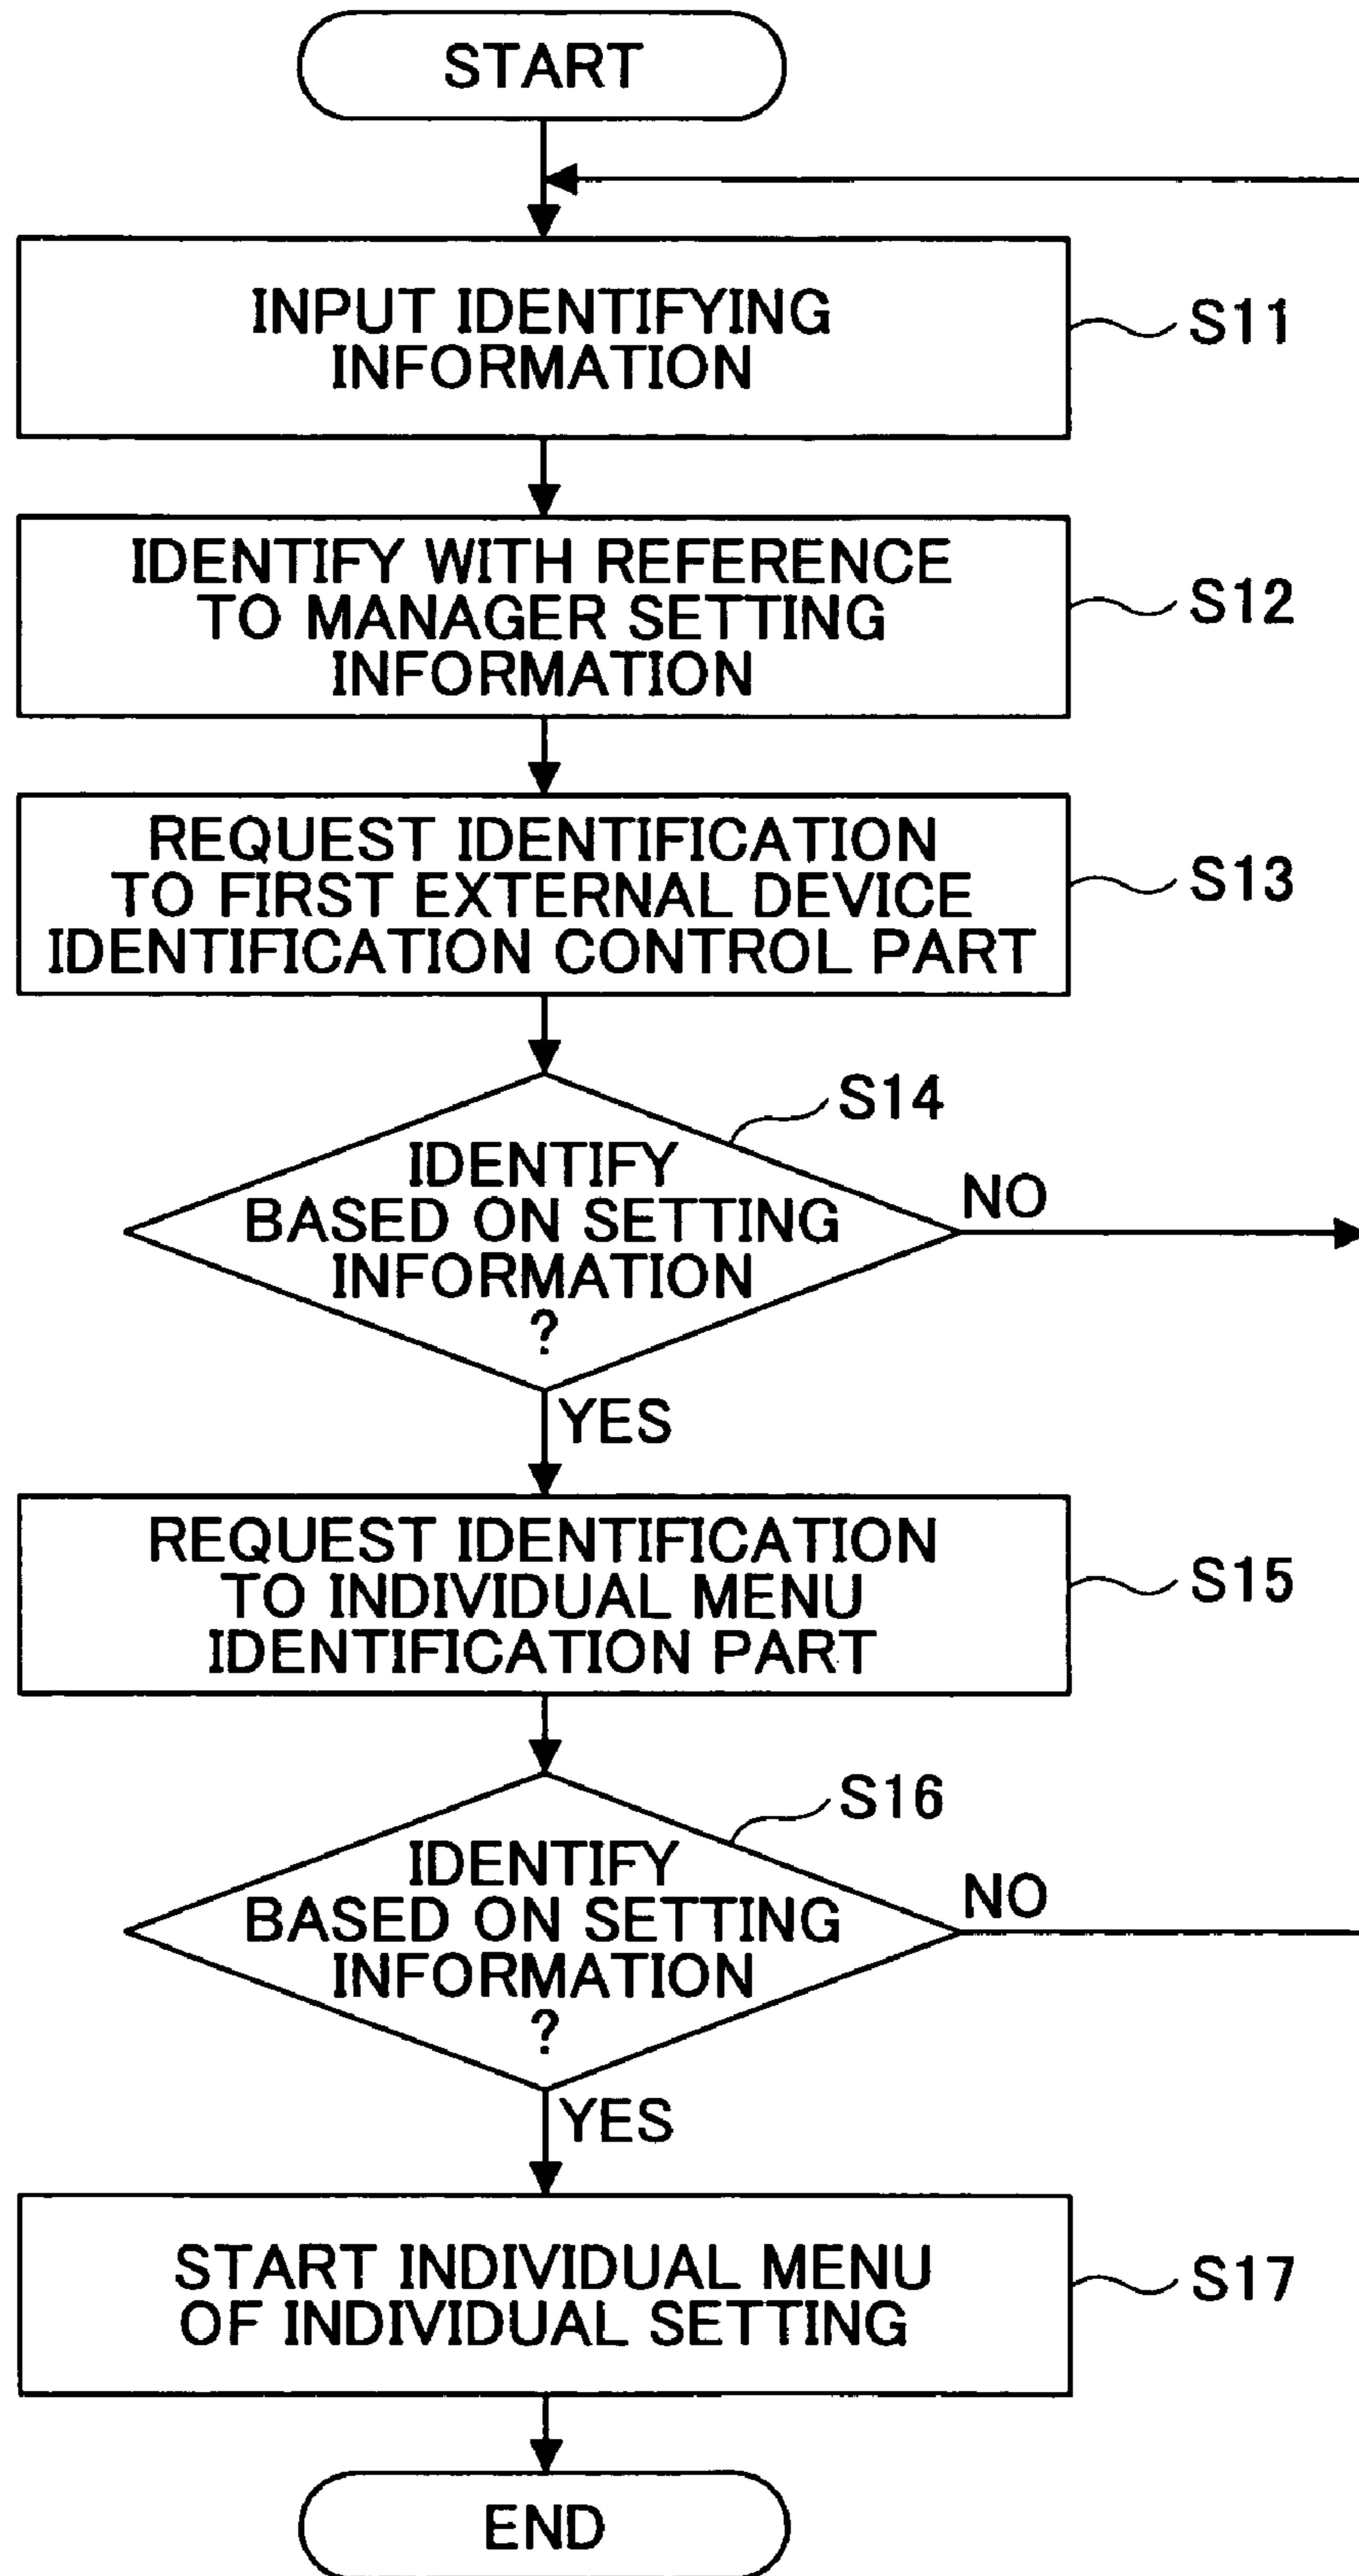 START
INPUT IDENTIFYING
INFORMATION
S11
IDENTIFY WITH REFERENCE
TO MANAGER SETTING
INFORMATION
S12
REQUEST IDENTIFICATION
TO FIRST EXTERNAL DEVICE
IDENTIFICATION CONTROL PART
S13
S14
IDENTIFY
BASED ON SETTING
INFORMATION
?
NO
YES
REQUEST IDENTIFICATION
TO INDIVIDUAL MENU
IDENTIFICATION PART
S15
S16
IDENTIFY
BASED ON SETTING
INFORMATION
?
NO
YES
START INDIVIDUAL MENU
OF INDIVIDUAL SETTING
S17
END